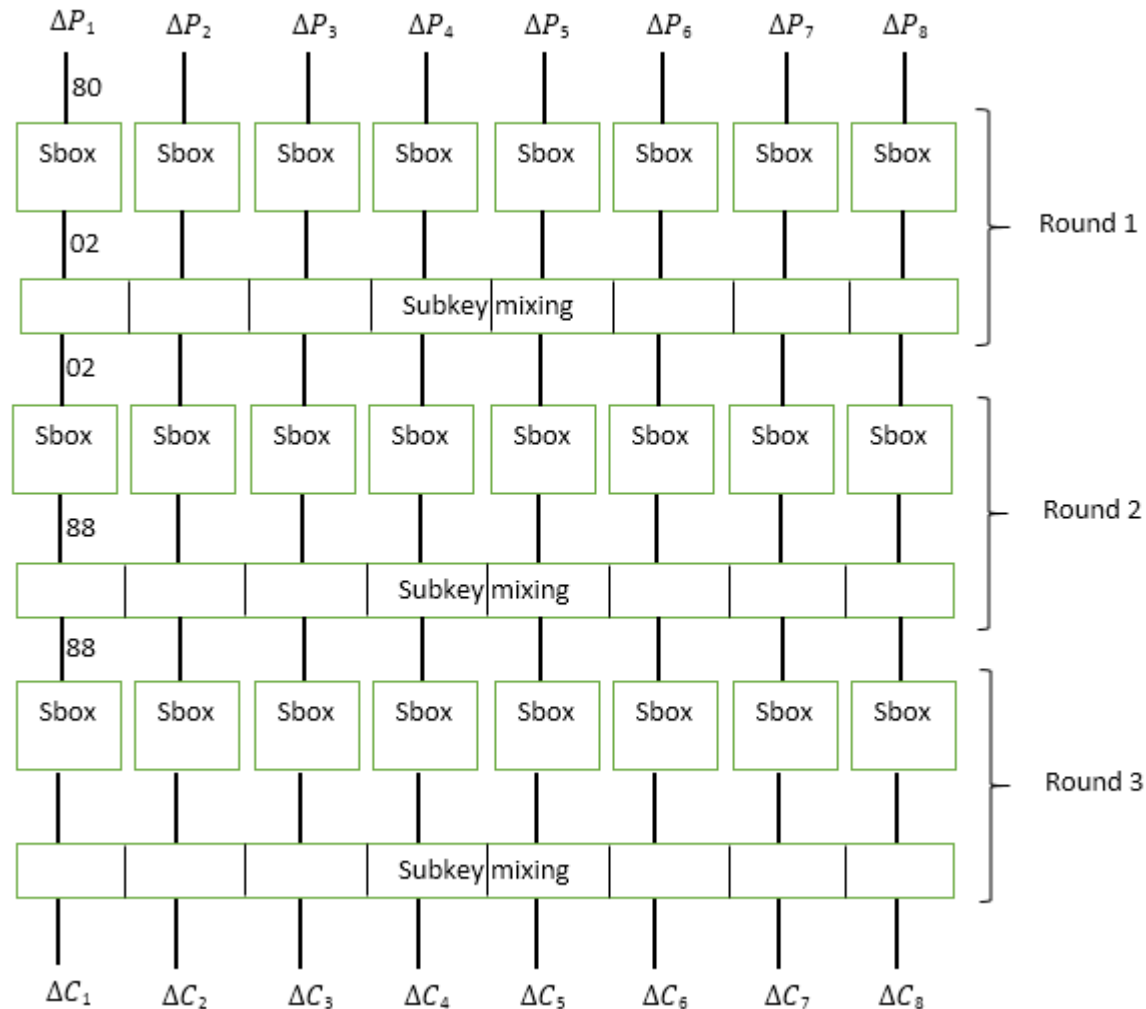 ΔP₁ ΔP₂ ΔP₃ ΔP₄ ΔP₅ ΔP₆ ΔP₇ ΔP₈
80
Sbox Sbox Sbox Sbox Sbox Sbox Sbox Sbox
Round 1
02
Subkey mixing
02
Sbox Sbox Sbox Sbox Sbox Sbox Sbox Sbox
Round 2
88
Subkey mixing
88
Sbox Sbox Sbox Sbox Sbox Sbox Sbox Sbox
Round 3
Subkey mixing
ΔC₁ ΔC₂ ΔC₃ ΔC₄ ΔC₅ ΔC₆ ΔC₇ ΔC₈